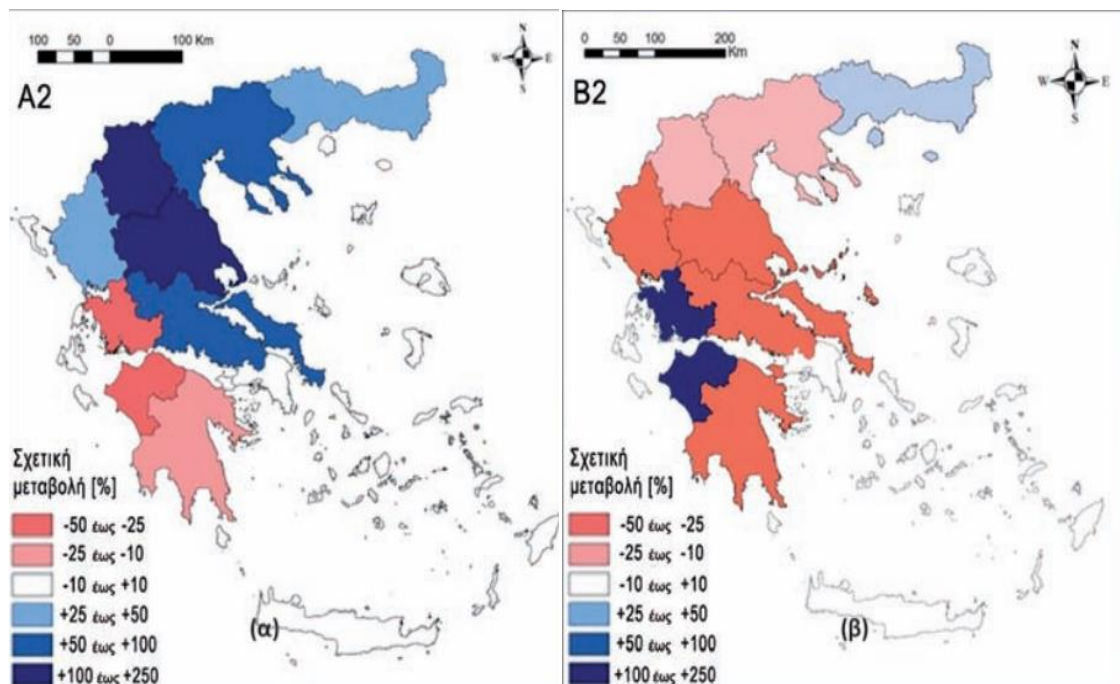 100 50 0 100 Km
N
W E
S
A2
Σχετική
μεταβολή [%]
-50 έως -25
-25 έως -10
-10 έως +10
+25 έως +50
+50 έως +100
+100 έως +250
(α)
0 50 100 200
Km
N
W E
S
B2
Σχετική
μεταβολή [%]
-50 έως -25
-25 έως -10
-10 έως +10
+25 έως +50
+50 έως +100
+100 έως +250
(β)